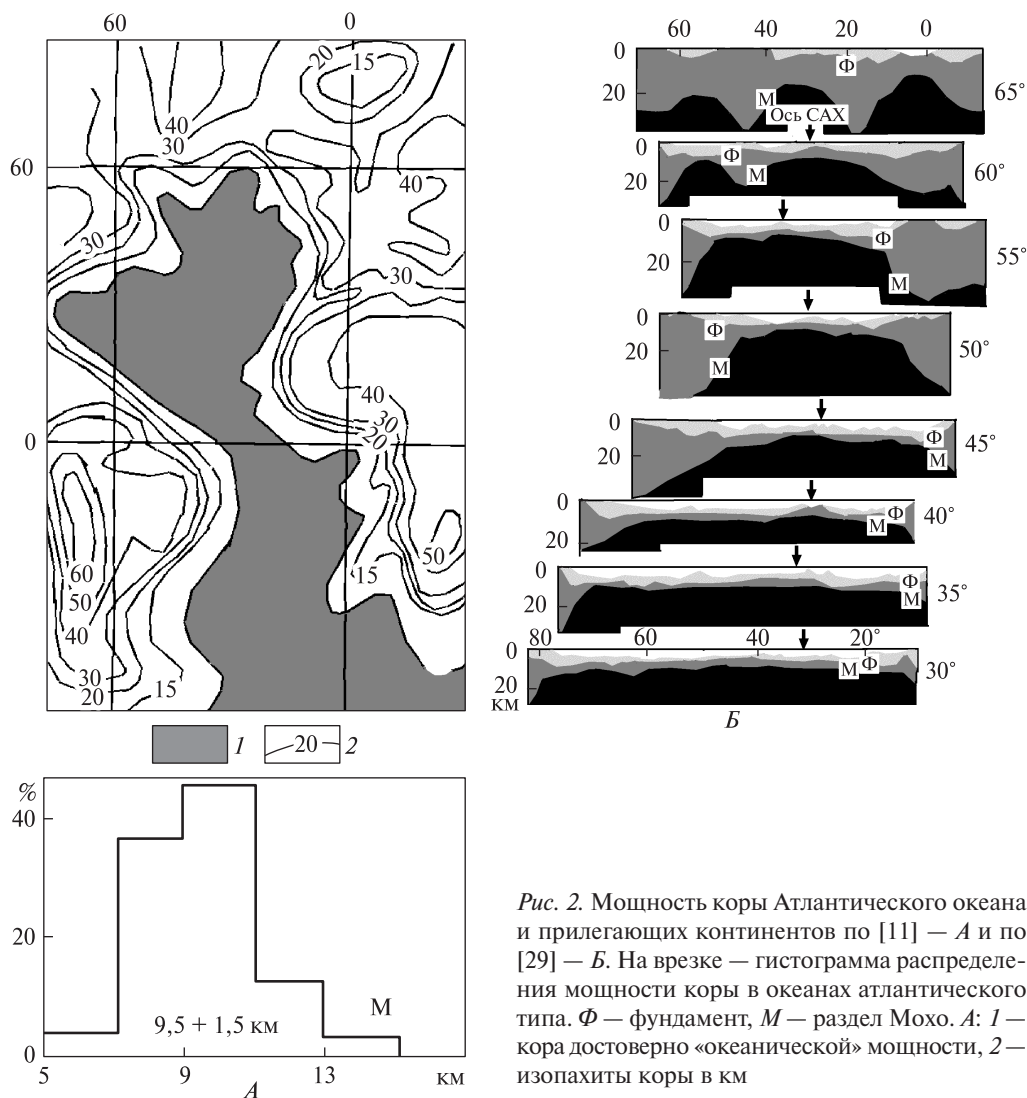 60 0
20
15
40
30
60
40
30
30
40
30
20
0
15
50
60
50
40
30
20
15
1 —20— 2
%
40
20
0
9,5 + 1,5 км
М
5 9 13 км
А
60 40 20 0
0
20
Ф
М
65°
Ось САХ
0
20
Ф
М
60°
0
20
Ф
М
55°
0
20
Ф
М
50°
0
20
Ф
М
45°
0
20
Ф
М
40°
0
20
Ф
М
35°
80 60 40 20°
0
20
км
М Ф
30°
Б
Рис. 2. Мощность коры Атлантического океана
и прилегающих континентов по [11] — А и по
[29] — Б. На врезке — гистограмма распределе-
ния мощности коры в океанах атлантического
типа. Ф — фундамент, М — раздел Мохо. А: 1 —
кора достоверно «океанической» мощности, 2 —
изопахиты коры в км